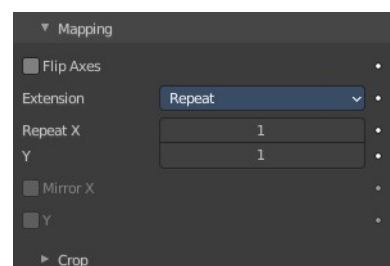 Mapping
Flip Axes
Extension Repeat
Repeat X 1
Y 1
Mirror X
Y
Crop